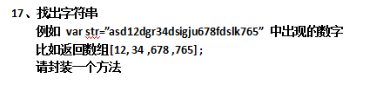 17、找出字符串
例如 var str=”asd12dgr34dsigju678fdslk765” 中出现的数字
比如返回数组[12, 34 ,678 ,765] ;
请封装一个方法